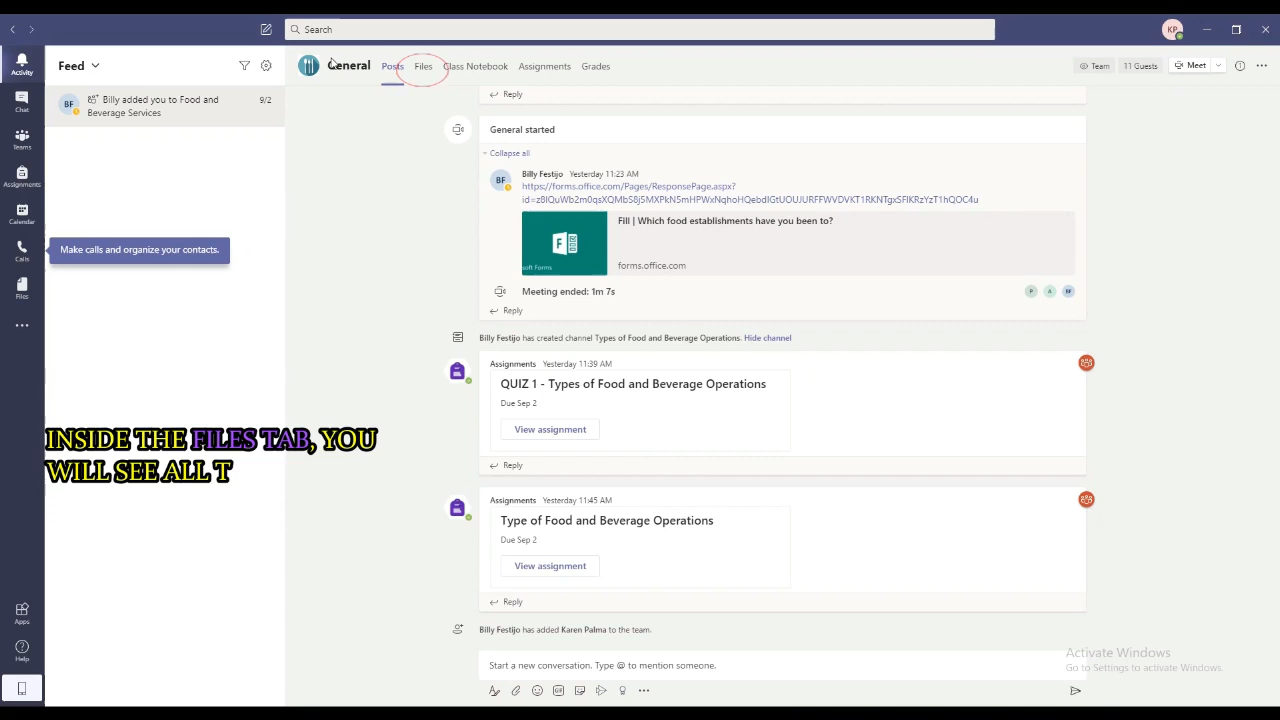 Search
KP
Activity
Chat
Teams
Assignments
Calendar
Calls
Files
Apps
Help
Feed
BF
Billy added you to Food and
Beverage Services
9/2
Make calls and organize your contacts.
INSIDE THE FILES TAB, YOU
WILL SEE ALL T
General
Posts
Files
Class Notebook
Assignments
Grades
Team
11 Guests
Meet
Reply
General started
Collapse all
BF
Billy Festijo Yesterday 11:23 AM
https://forms.office.com/Pages/ResponsePage.aspx?
Fill | Which food establishments have you been to?
soft Forms
forms.office.com
Meeting ended: 1m 7s
P A BF
Reply
Billy Festijo has created channel Types of Food and Beverage Operations. Hide channel
Assignments Yesterday 11:39 AM
QUIZ 1 - Types of Food and Beverage Operations
Due Sep 2
View assignment
Reply
Assignments Yesterday 11:45 AM
Type of Food and Beverage Operations
Due Sep 2
View assignment
Reply
Billy Festijo has added Karen Palma to the team.
Start a new conversation. Type @ to mention someone.
GIF
Activate Windows
Go to Settings to activate Windows.